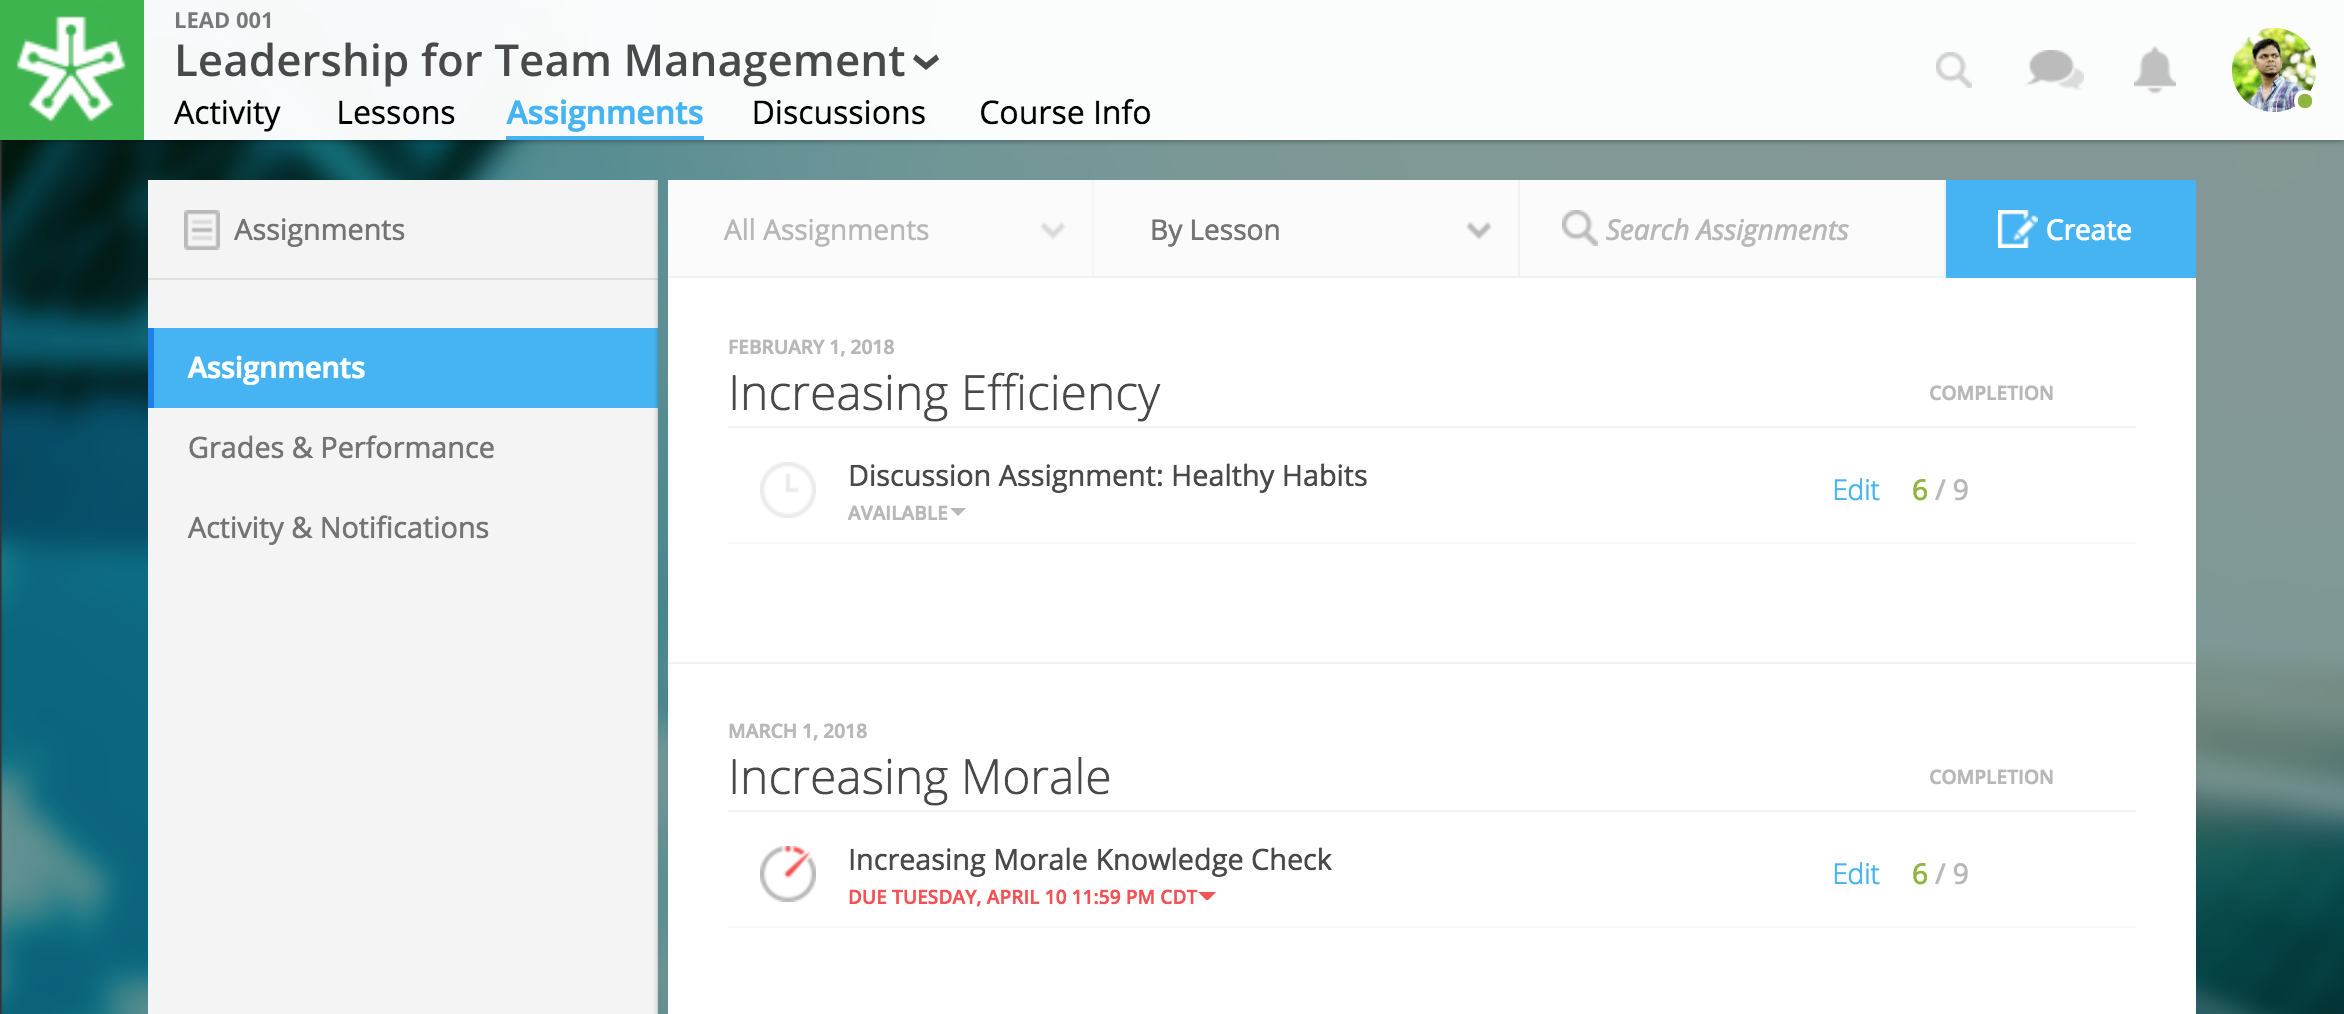 LEAD 001
Leadership for Team Management
Activity Lessons Assignments Discussions Course Info
Assignments
Assignments
Grades & Performance
Activity & Notifications
All Assignments By Lesson Search Assignments Create
FEBRUARY 1, 2018
Increasing Efficiency
COMPLETION
Discussion Assignment: Healthy Habits
AVAILABLE
Edit 6 / 9
MARCH 1, 2018
Increasing Morale
COMPLETION
Increasing Morale Knowledge Check
DUE TUESDAY, APRIL 10 11:59 PM CDT
Edit 6 / 9